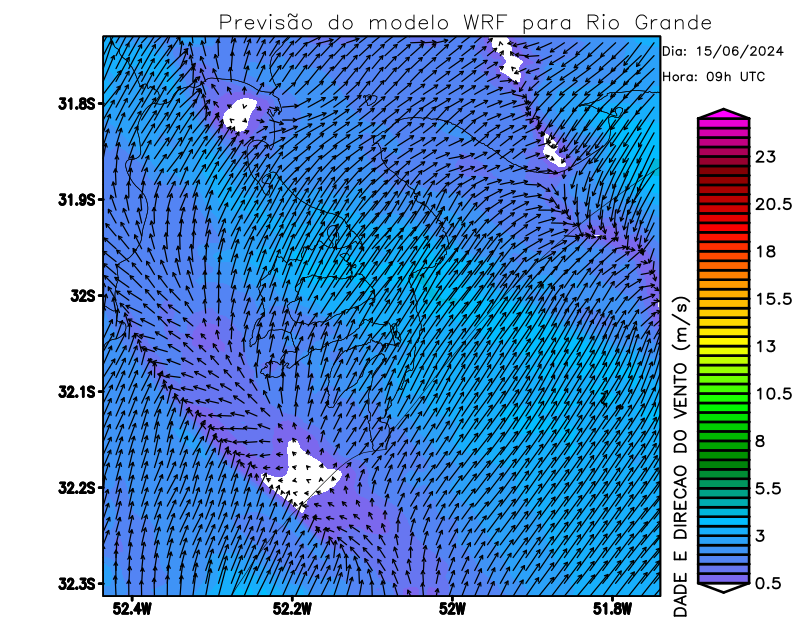 Previsão do modelo WRF para Rio Grande
Dia: 15/06/2024
Hora: 09h UTC
31.8S
31.9S
32S
32.1S
32.2S
32.3S
52.4W
52.2W
52W
51.8W
23
20.5
18
15.5
13
10.5
8
5.5
3
0.5
DADE E DIRECAO DO VENTO (m/s)